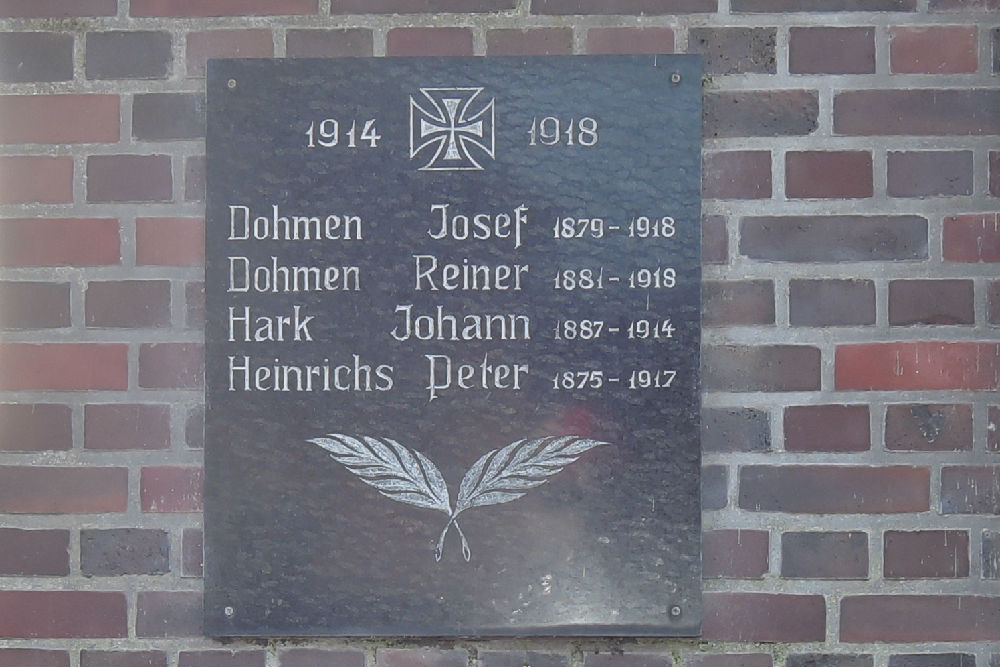 1914 1918
Dohmen Josef 1879-1918
Dohmen Reiner 1881-1918
Hark Johann 1887-1914
Heinrichs Peter 1875-1917